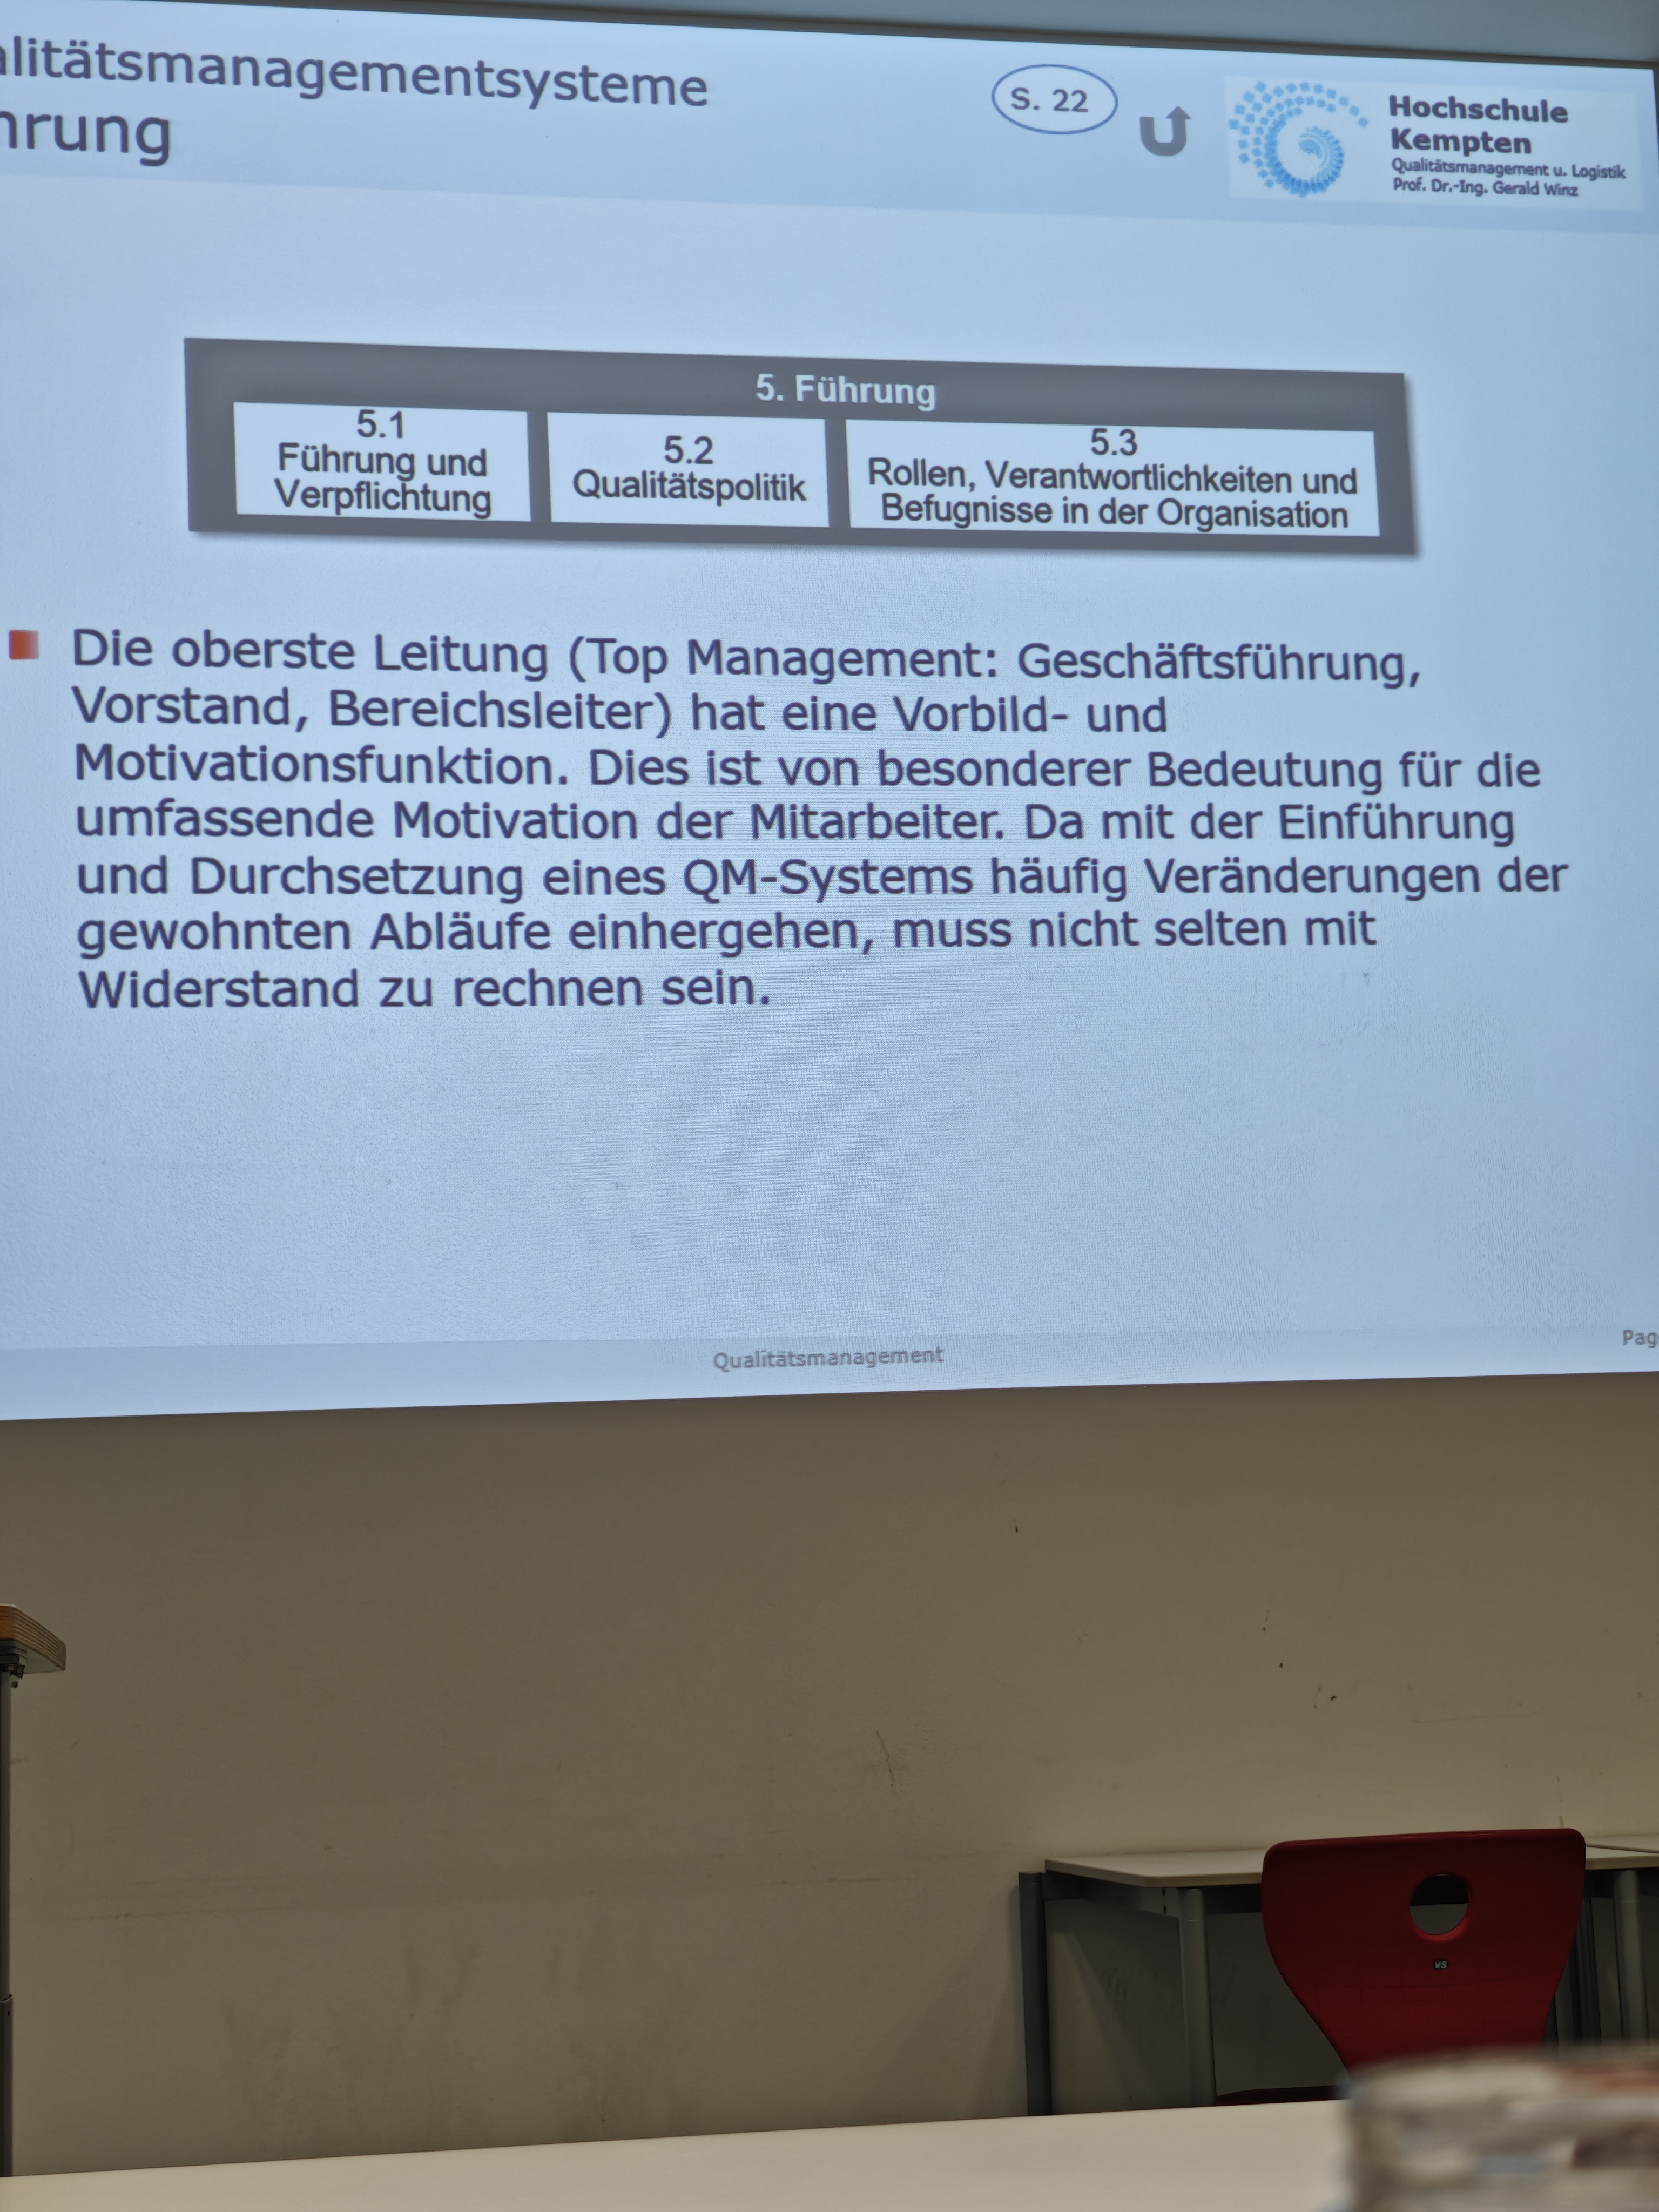 alitätsmanagementsysteme
hrung
S. 22
Hochschule
Kempten
Qualitätsmanagement u. Logistik
Prof. Dr.-Ing. Gerald Winz
5. Führung
5.1
Führung und
Verpflichtung
5.2
Qualitätspolitik
5.3
Rollen, Verantwortlichkeiten und
Befugnisse in der Organisation
Die oberste Leitung (Top Management: Geschäftsführung,
Vorstand, Bereichsleiter) hat eine Vorbild- und
Motivationsfunktion. Dies ist von besonderer Bedeutung für die
umfassende Motivation der Mitarbeiter. Da mit der Einführung
und Durchsetzung eines QM-Systems häufig Veränderungen der
gewohnten Abläufe einhergehen, muss nicht selten mit
Widerstand zu rechnen sein.
Qualitätsmanagement
Pag
VS